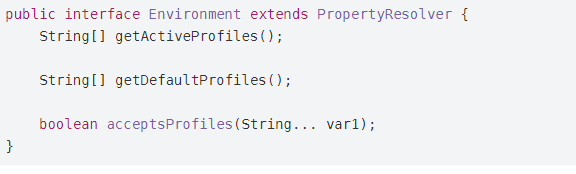 public interface Environment extends PropertyResolver {
    String[] getActiveProfiles();
    String[] getDefaultProfiles();
    boolean acceptsProfiles(String... var1);
}